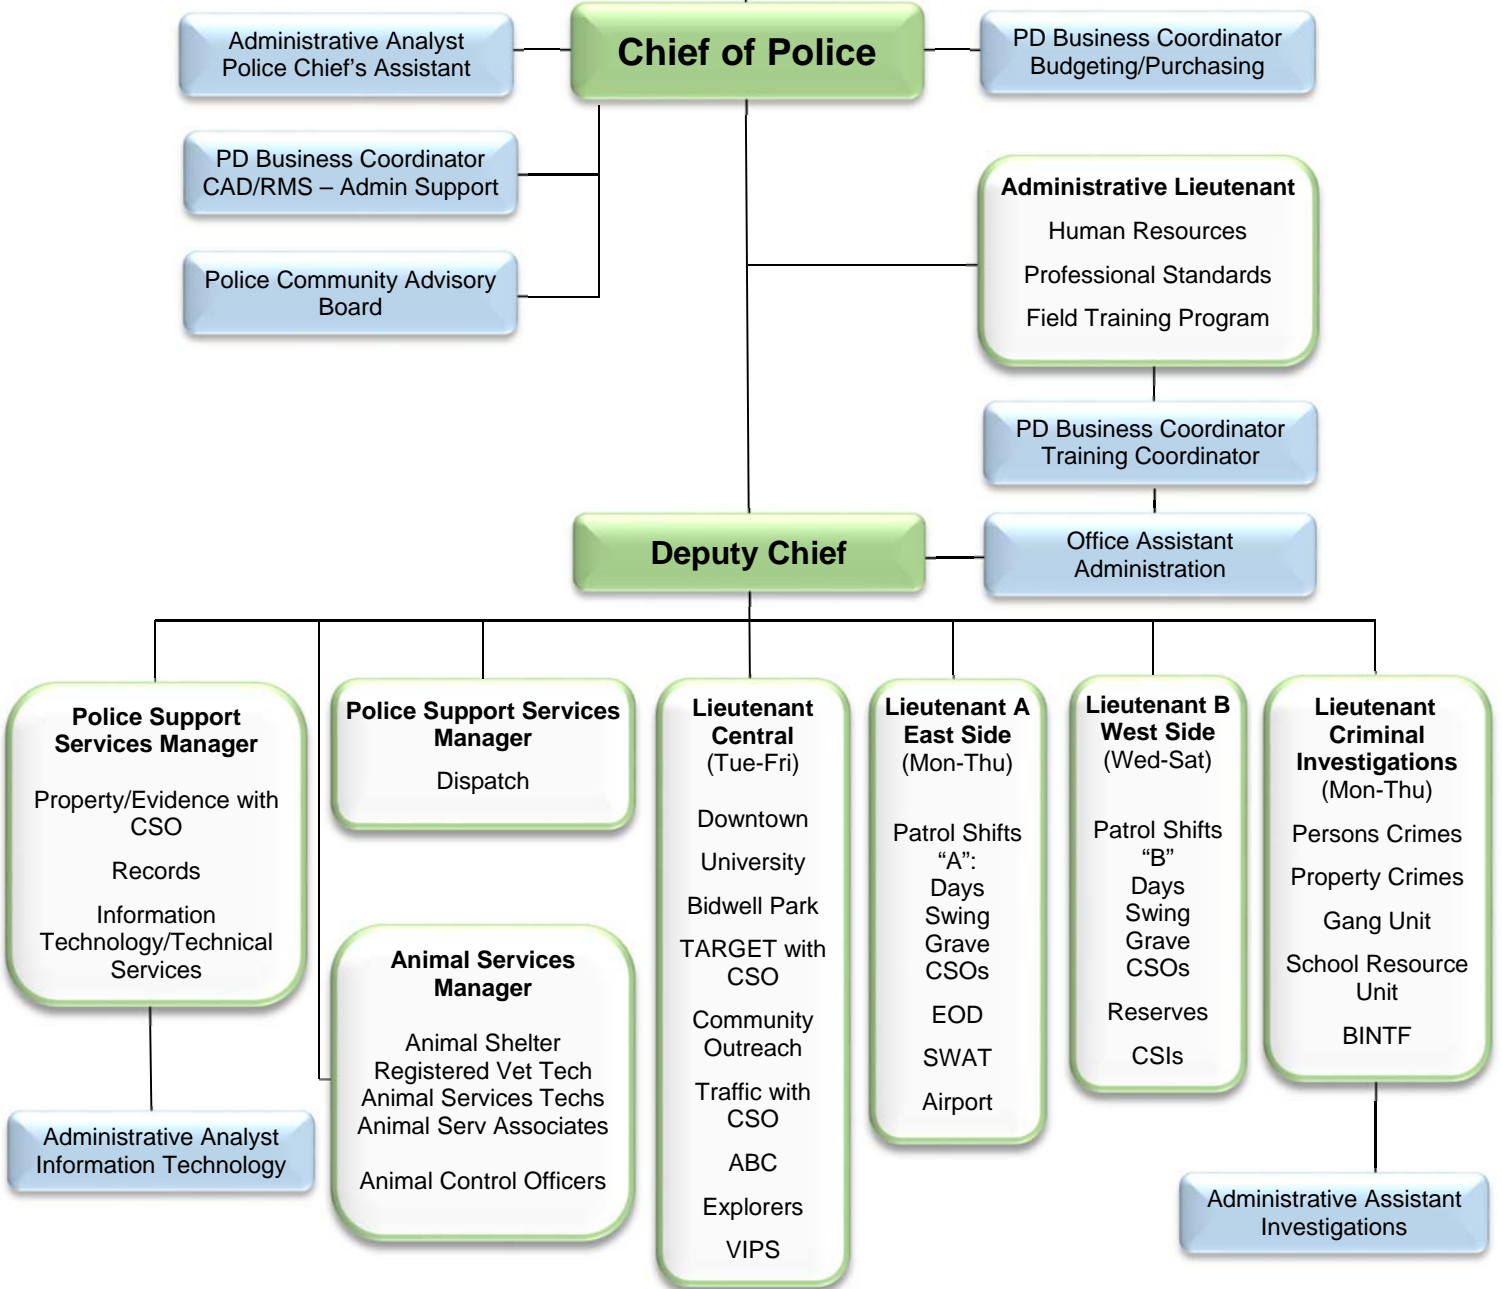 Administrative Analyst
Police Chief's Assistant
Chief of Police
PD Business Coordinator
Budgeting/Purchasing
PD Business Coordinator
CAD/RMS – Admin Support
Police Community Advisory
Board
Administrative Lieutenant
Human Resources
Professional Standards
Field Training Program
PD Business Coordinator
Training Coordinator
Deputy Chief
Office Assistant
Administration
Police Support
Services Manager
Property/Evidence with
CSO
Records
Information
Technology/Technical
Services
Administrative Analyst
Information Technology
Police Support Services
Manager
Dispatch
Animal Services
Manager
Animal Shelter
Registered Vet Tech
Animal Services Techs
Animal Serv Associates
Animal Control Officers
Lieutenant
Central
(Tue-Fri)
Downtown
University
Bidwell Park
TARGET with
CSO
Community
Outreach
Traffic with
CSO
ABC
Explorers
VIPS
Lieutenant A
East Side
(Mon-Thu)
Patrol Shifts
“A”:
Days
Swing
Grave
CSOs
EOD
SWAT
Airport
Lieutenant B
West Side
(Wed-Sat)
Patrol Shifts
“B”
Days
Swing
Grave
CSOs
Reserves
CSIs
Lieutenant
Criminal
Investigations
(Mon-Thu)
Persons Crimes
Property Crimes
Gang Unit
School Resource
Unit
BINTF
Administrative Assistant
Investigations